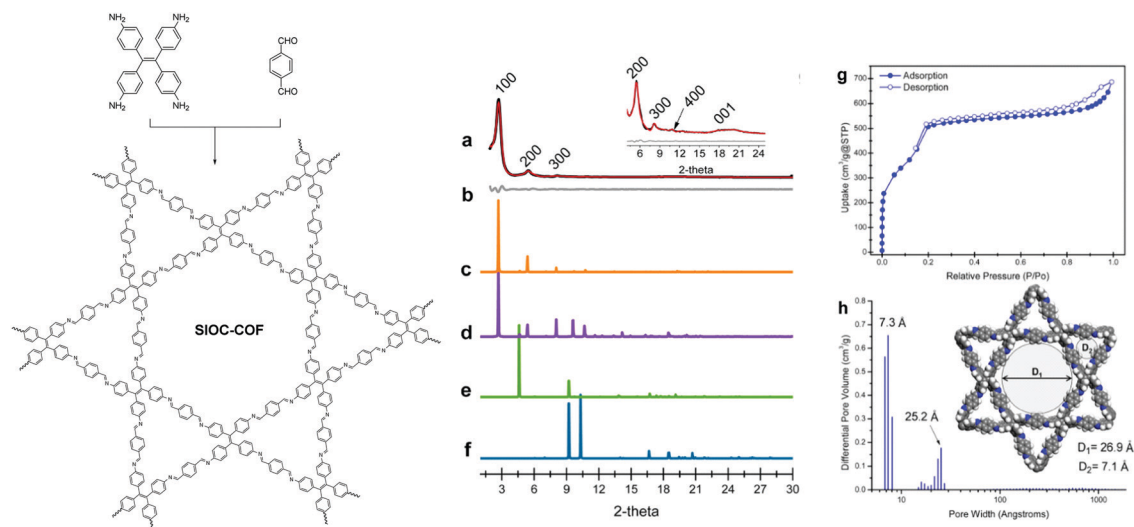 NH₂
NH₂
CHO
CHO
NH₂
NH₂
SIOC-COF
a
b
c
d
e
f
100
200
300
200
300
400
001
6 9 12 15 18 21 24
2-theta
3 6 9 12 15 18 21 24 27 30
2-theta
g
Adsorption
Desorption
Uptake (cm³/g@STP)
700
600
500
400
300
200
100
0
0.0 0.2 0.4 0.6 0.8 1.0
Relative Pressure (P/Po)
h
Differential Pore Volume (cm³/g)
0.8
0.7
0.6
0.5
0.4
0.3
0.2
0.1
0.0
7.3 Å
25.2 Å
D₁
D₁= 26.9 Å
D₂= 7.1 Å
10 100 1000
Pore Width (Angstroms)